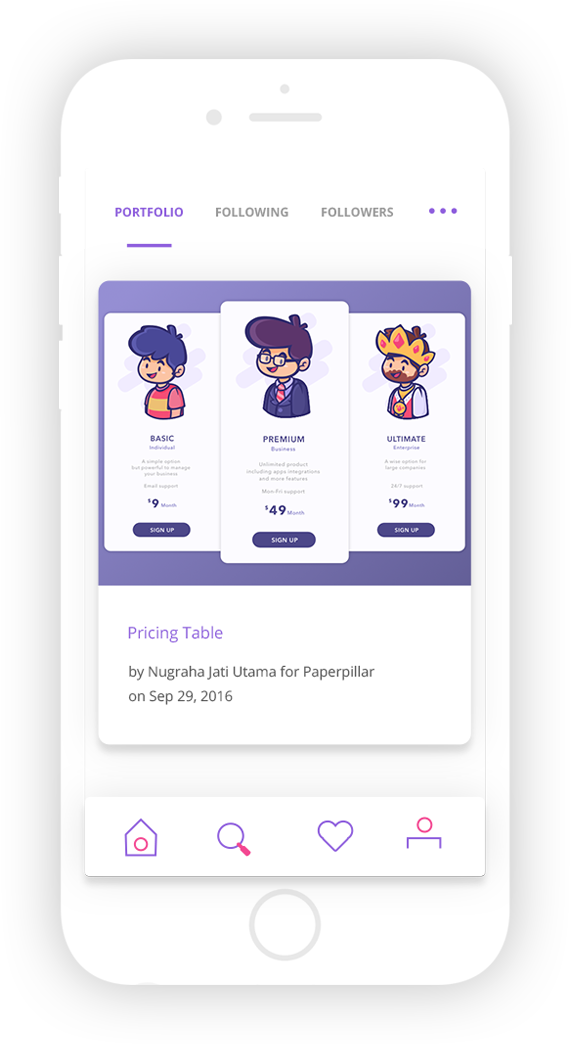 PORTFOLIO FOLLOWING FOLLOWERS
BASIC
Individual
A simple option
but powerful to manage
your business
Email support
$9 Month
SIGN UP
PREMIUM
Business
Unlimited product
including apps integrations
and more features
Mon-Fri support
$49 Month
SIGN UP
ULTIMATE
Enterprise
A wise option for
large companies
24/7 support
$99 Month
SIGN UP
Pricing Table
by Nugraha Jati Utama for Paperpillar
on Sep 29, 2016